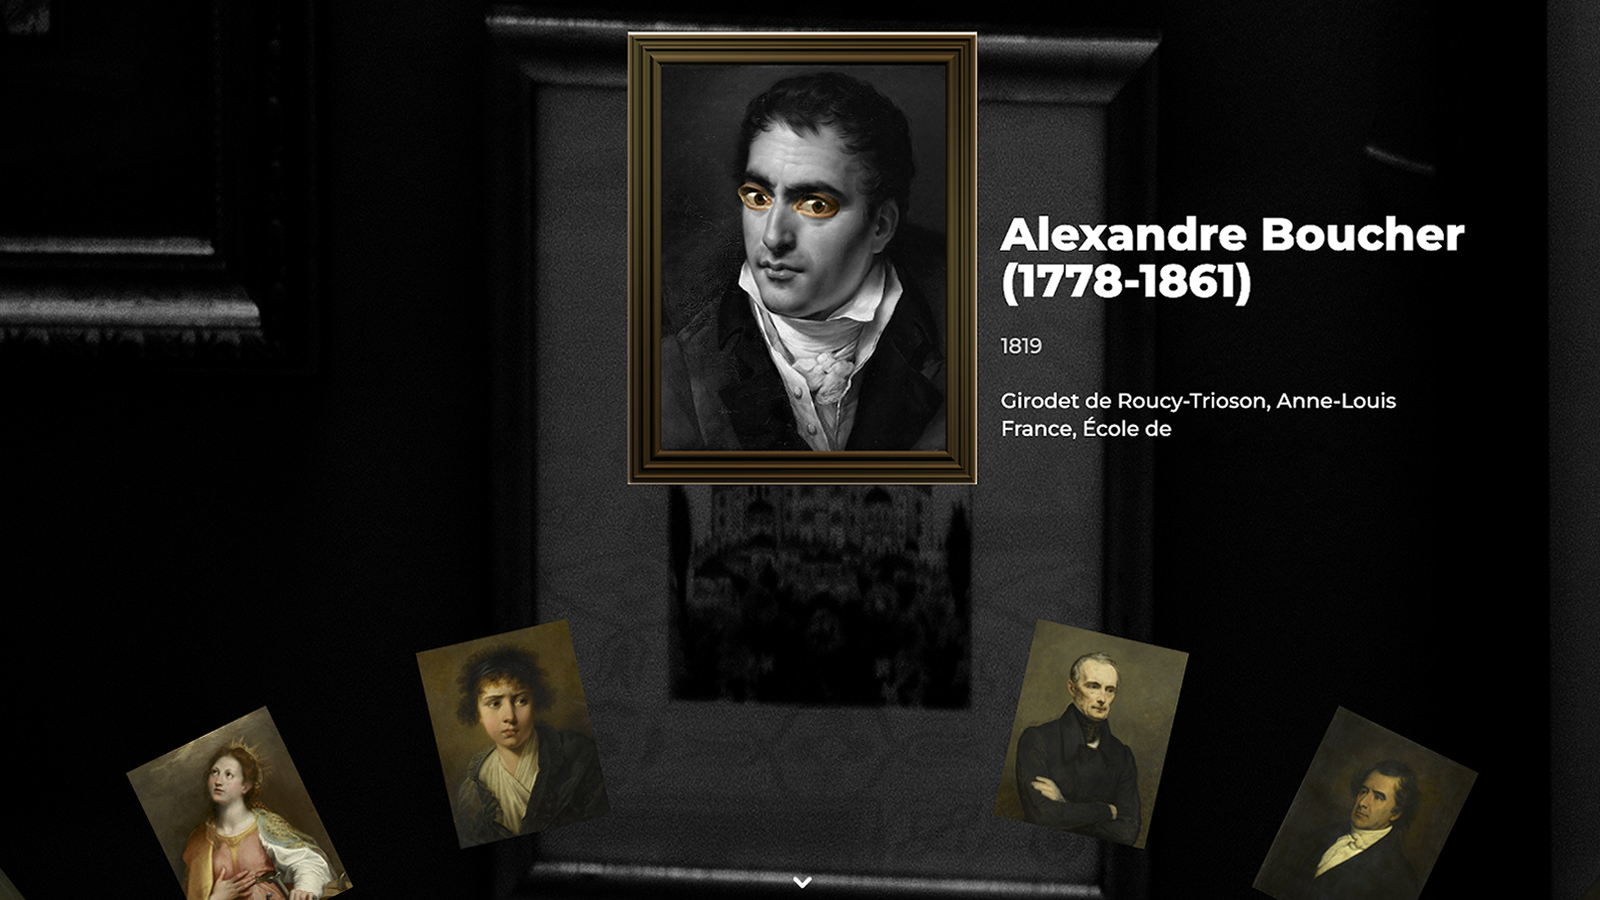 Alexandre Boucher
(1778-1861)
1819
Girodet de Roucy-Trioson, Anne-Louis
France, École de